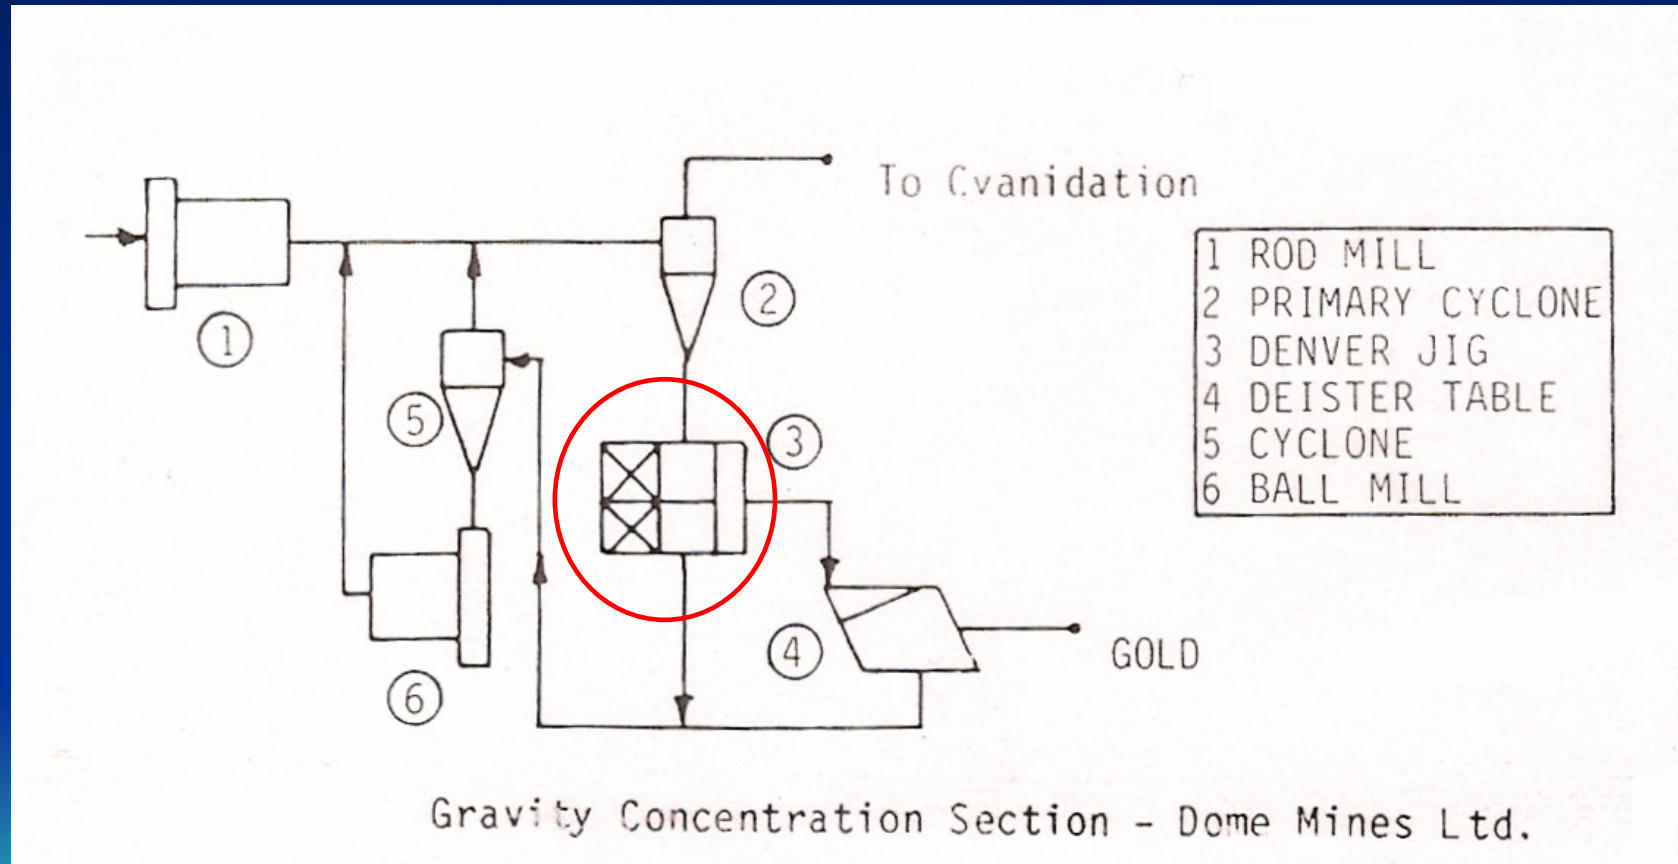 To Cvanidation
1 ROD MILL
2 PRIMARY CYCLONE
3 DENVER JIG
4 DEISTER TABLE
5 CYCLONE
6 BALL MILL
1
2
5
3
4
GOLD
6
Gravity Concentration Section - Dome Mines Ltd.